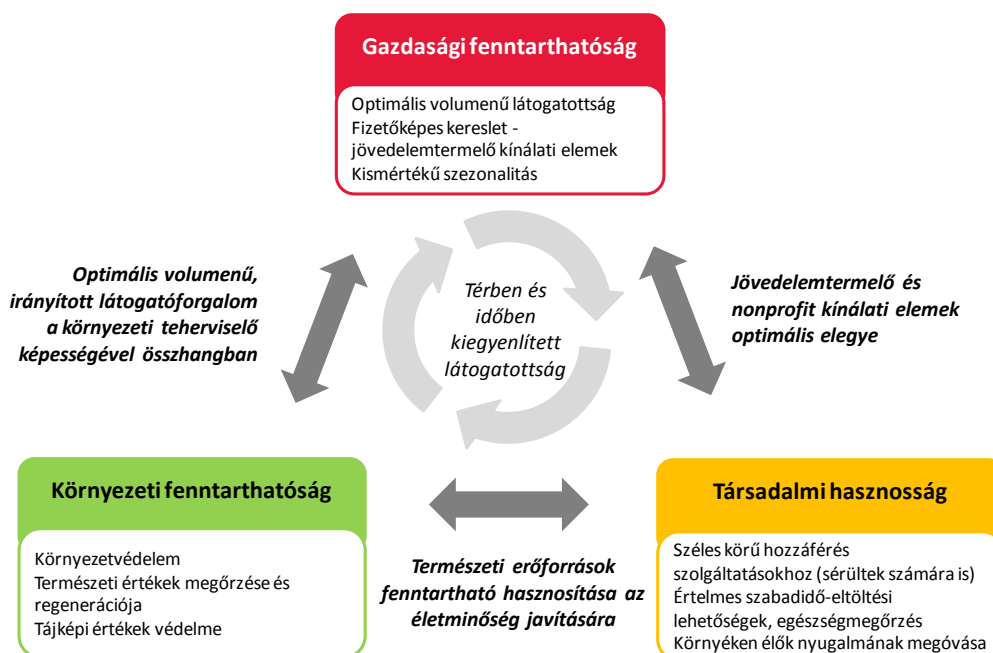 Gazdasági fenntarthatóság
Optimális volumenű látogatottság
Fizetőképes kereslet -
jövedelemtermelő kínálati elemek
Kismértékű szezonalitás
Optimális volumenű,
irányított látogatóforgalom
a környezeti teherviselő
képességével összhangban
Térben és
időben
kiegyenlített
látogatottság
Jövedelemtermelő és
nonprofit kínálati elemek
optimális elegye
Környezeti fenntarthatóság
Környezetvédelem
Természeti értékek megőrzése és
regenerációja
Tájképi értékek védelme
Természeti erőforrások
fenntartható hasznosítása az
életminőség javítására
Társadalmi hasznosság
Széles körű hozzáférés
szolgáltatásokhoz (sérültek számára is)
Értelmes szabadidő-eltöltési
lehetőségek, egészségmegőrzés
Környéken élők nyugalmának megóvása